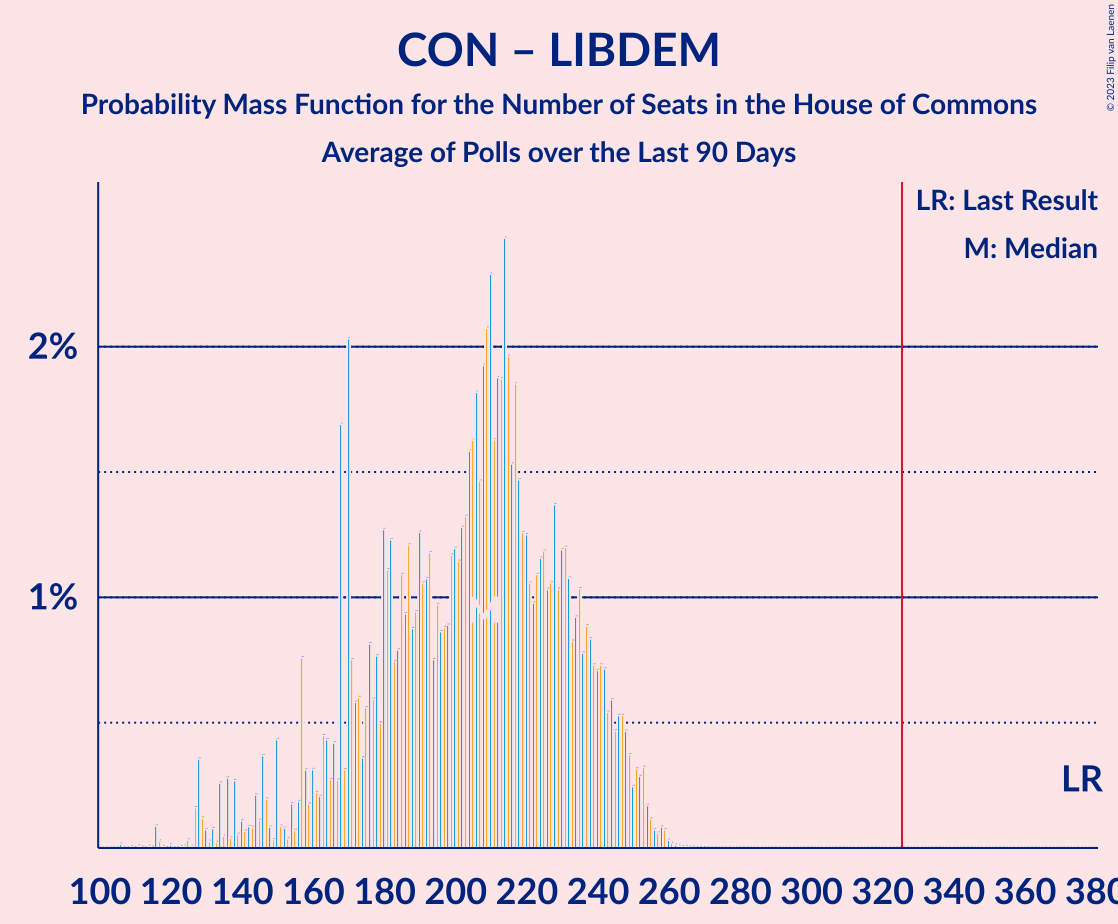 CON – LIBDEM
Probability Mass Function for the Number of Seats in the House of Commons
Average of Polls over the Last 90 Days
© 2023 Filip van Laenen
LR: Last Result
M: Median
2%
1%
LR
100 120 140 160 180 200 220 240 260 280 300 320 340 360 380